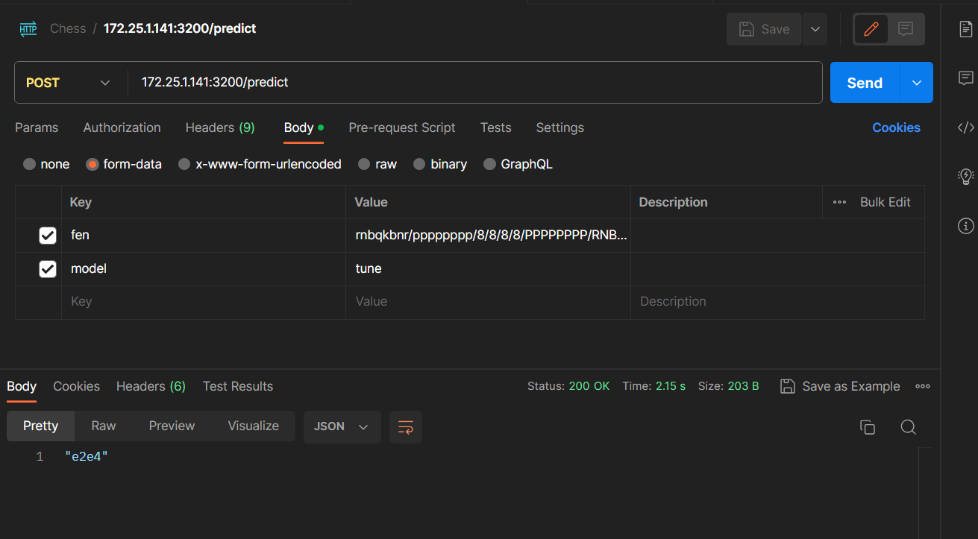 HTTP Chess / 172.25.1.141:3200/predict Save
POST 172.25.1.141:3200/predict Send
Params Authorization Headers (9) Body Pre-request Script Tests Settings Cookies
none form-data x-www-form-urlencoded raw binary GraphQL
Key Value Description Bulk Edit
fen rnbqkbnr/pppppppp/8/8/8/8/PPPPPPPP/RNB...
model tune
Key Value Description
Body Cookies Headers (6) Test Results Status: 200 OK Time: 2.15 s Size: 203 B Save as Example
Pretty Raw Preview Visualize JSON
1 "e2e4"